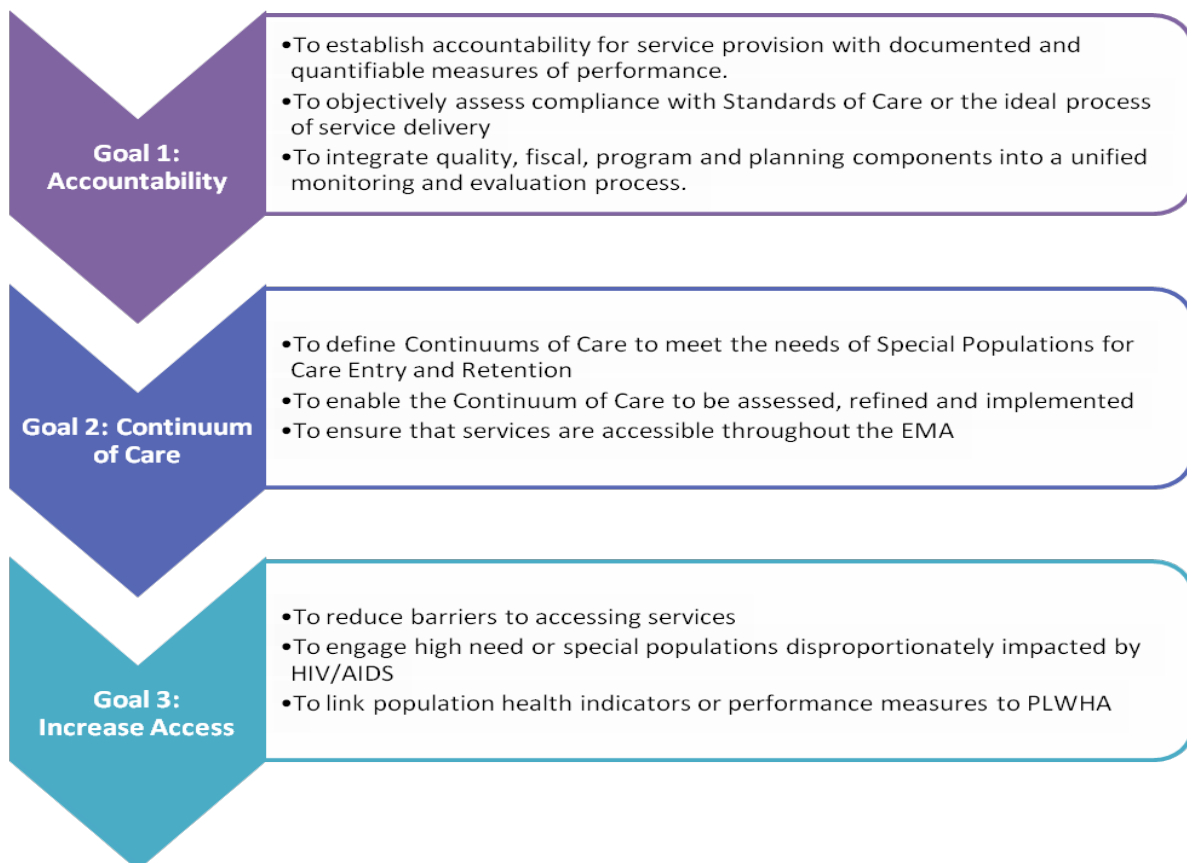 Goal 1:
Accountability
•To establish accountability for service provision with documented and
quantifiable measures of performance.
•To objectively assess compliance with Standards of Care or the ideal process
of service delivery
•To integrate quality, fiscal, program and planning components into a unified
monitoring and evaluation process.
Goal 2: Continuum
of Care
•To define Continuums of Care to meet the needs of Special Populations for
Care Entry and Retention
•To enable the Continuum of Care to be assessed, refined and implemented
•To ensure that services are accessible throughout the EMA
Goal 3:
Increase Access
•To reduce barriers to accessing services
•To engage high need or special populations disproportionately impacted by
HIV/AIDS
•To link population health indicators or performance measures to PLWHA